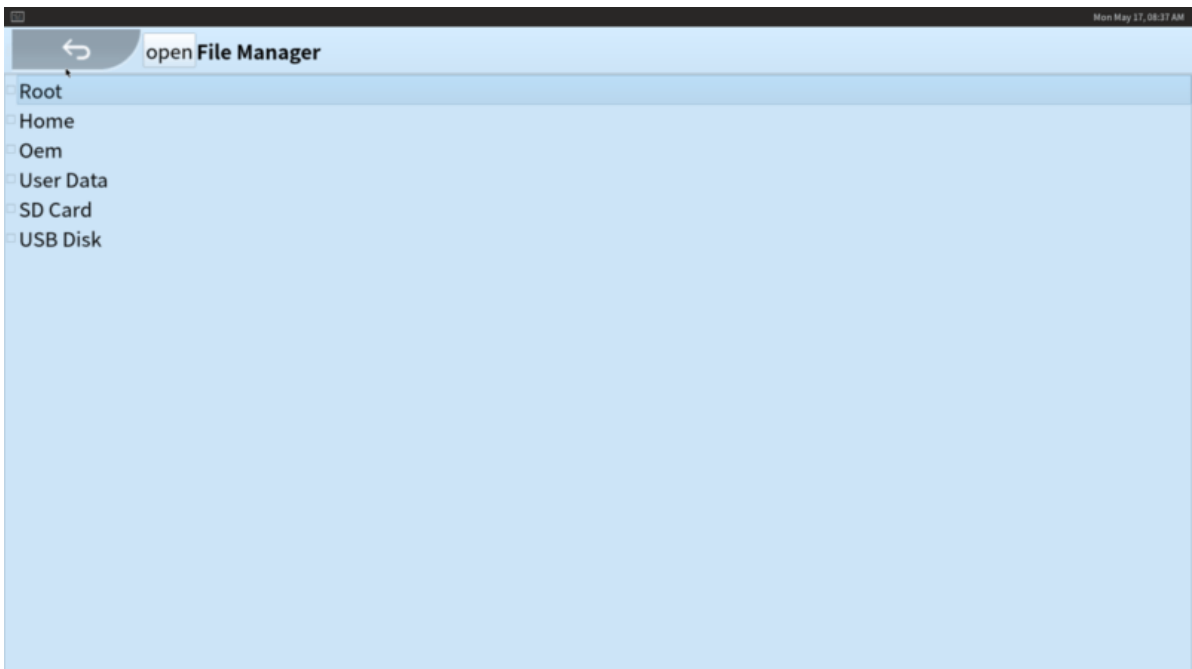 Mon May 17, 08:37 AM
open File Manager
Root
Home
Oem
User Data
SD Card
USB Disk